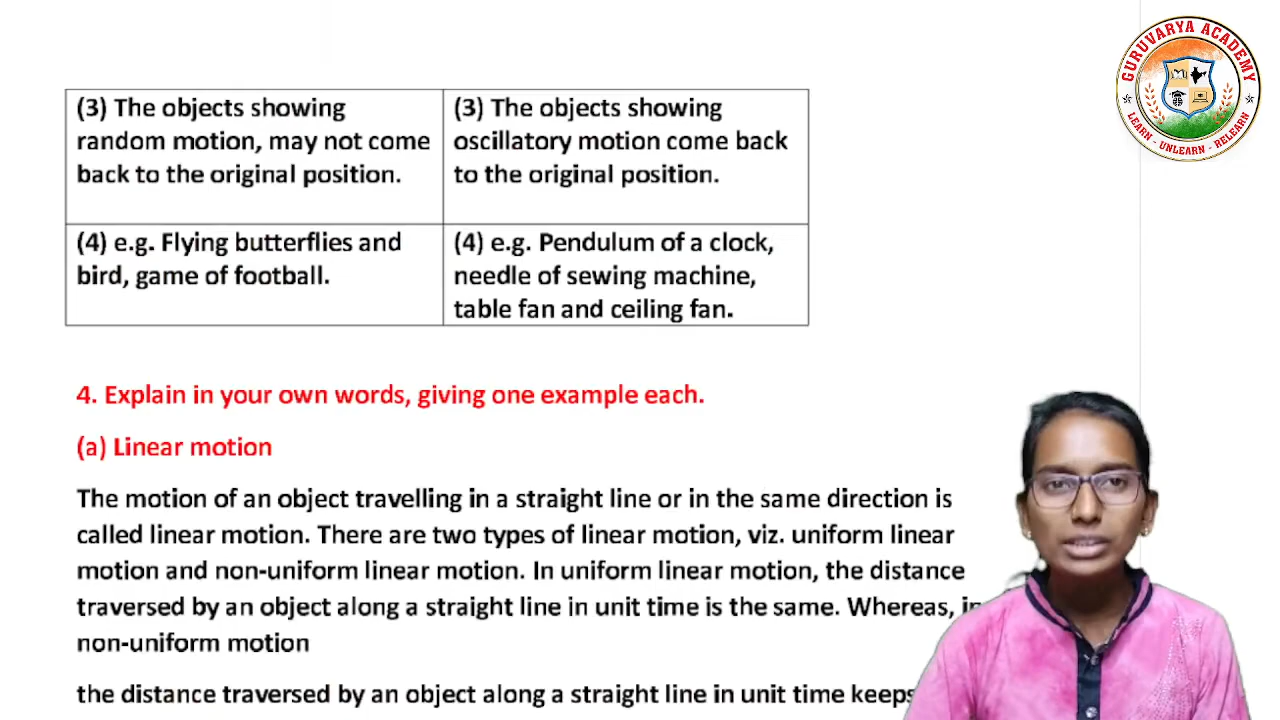 GURUVARYA ACADEMY
LEARN - UNLEARN - RELEARN
(3) The objects showing
random motion, may not come
back to the original position.
(3) The objects showing
oscillatory motion come back
to the original position.
(4) e.g. Flying butterflies and
bird, game of football.
(4) e.g. Pendulum of a clock,
needle of sewing machine,
table fan and ceiling fan.
4. Explain in your own words, giving one example each.
(a) Linear motion
The motion of an object travelling in a straight line or in the same direction is
called linear motion. There are two types of linear motion, viz. uniform linear
motion and non-uniform linear motion. In uniform linear motion, the distance
traversed by an object along a straight line in unit time is the same. Whereas, in
non-uniform motion
the distance traversed by an object along a straight line in unit time keeps